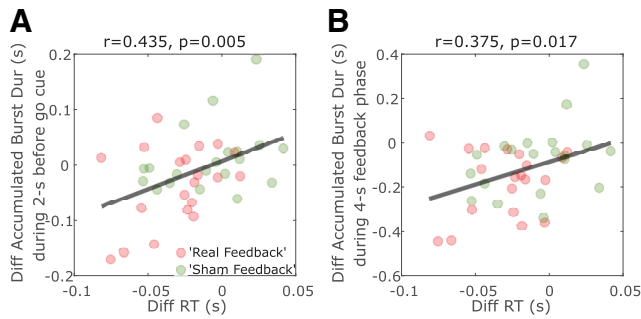 A
r=0.435, p=0.005
Diff Accumulated Burst Dur (s)
during 2-s before go cue
0.2
0.1
0
-0.1
-0.2
'Real Feedback'
'Sham Feedback'
-0.1
-0.05
0
0.05
Diff RT (s)
B
r=0.375, p=0.017
Diff Accumulated Burst Dur (s)
during 4-s feedback phase
0.4
0.2
0
-0.2
-0.4
-0.6
-0.1
-0.05
0
0.05
Diff RT (s)